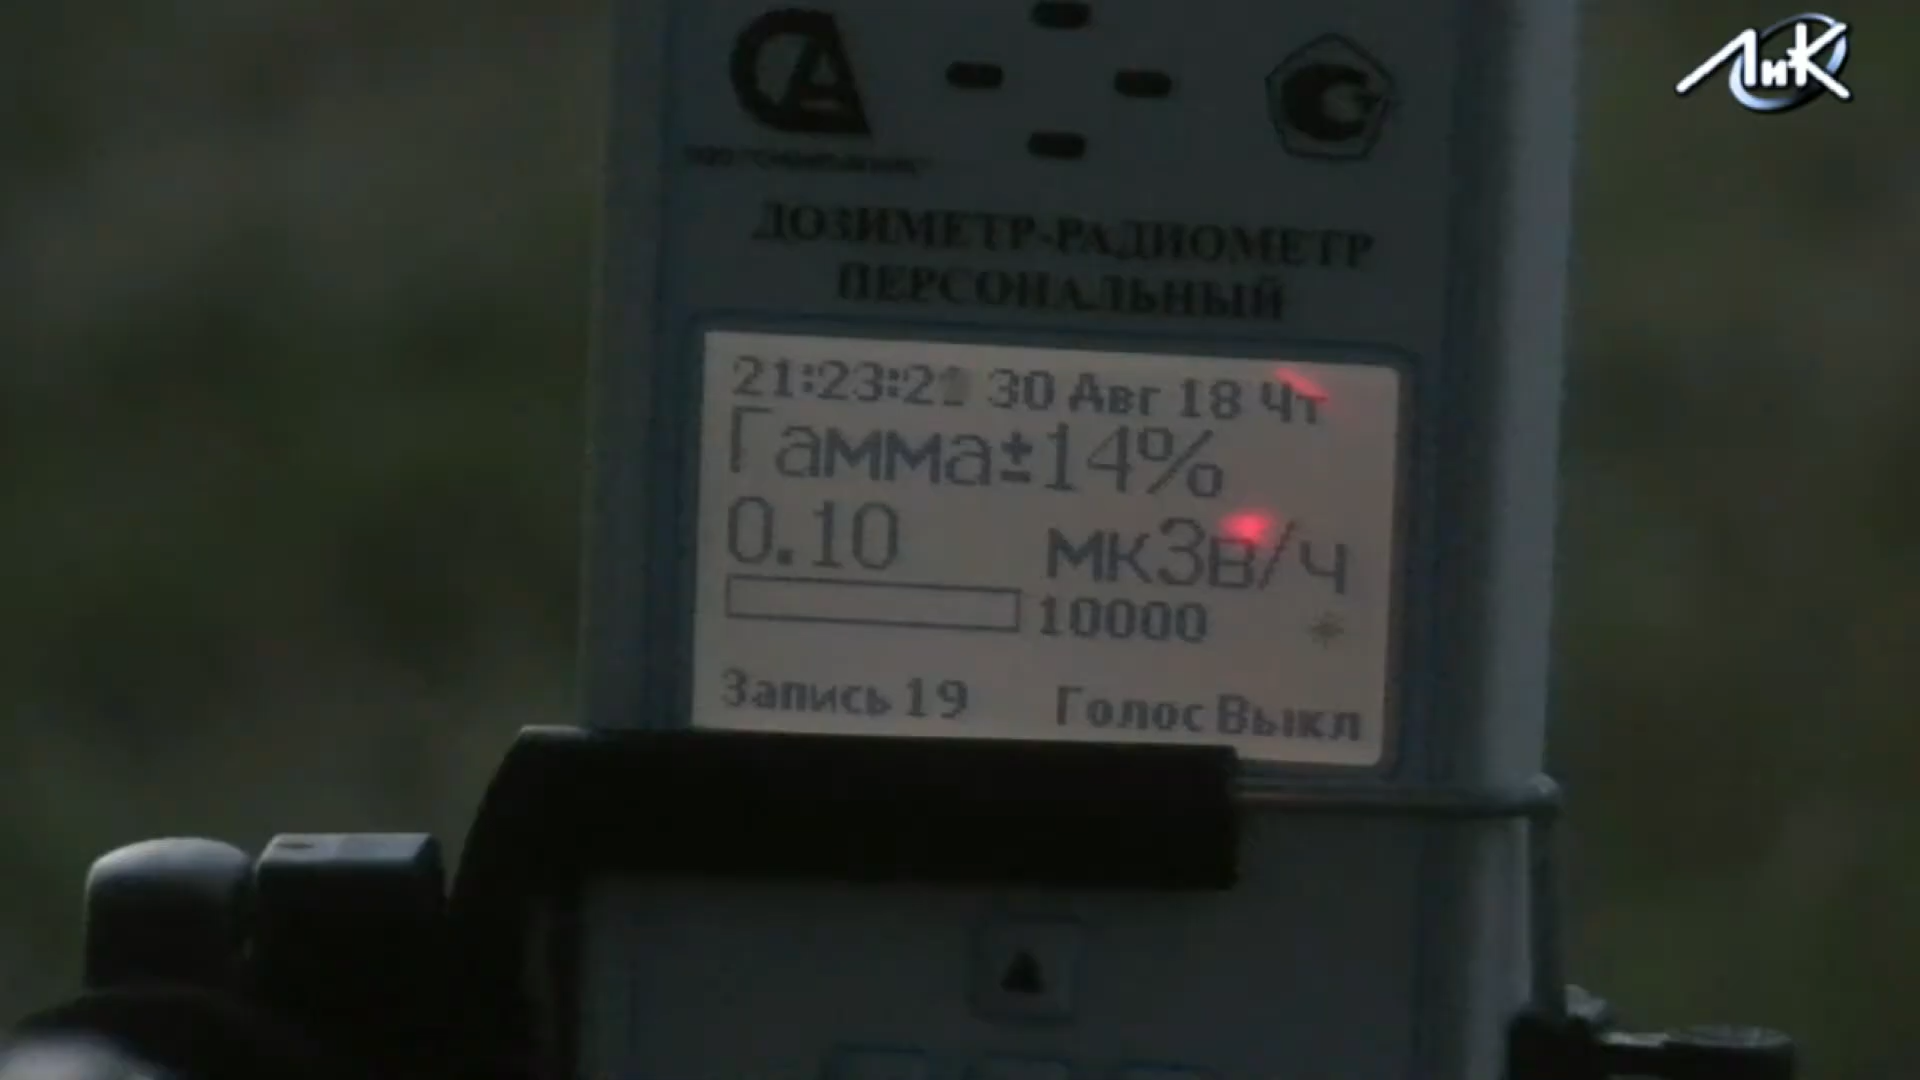 ЛиК
ДОЗИМЕТР-РАДИОМЕТР
ПЕРСОНАЛЬНЫЙ
30 Авг 18 Чт
Гамма±14%
0.10 мкЗв/ч
10000
Запись 19 Голос Выкл